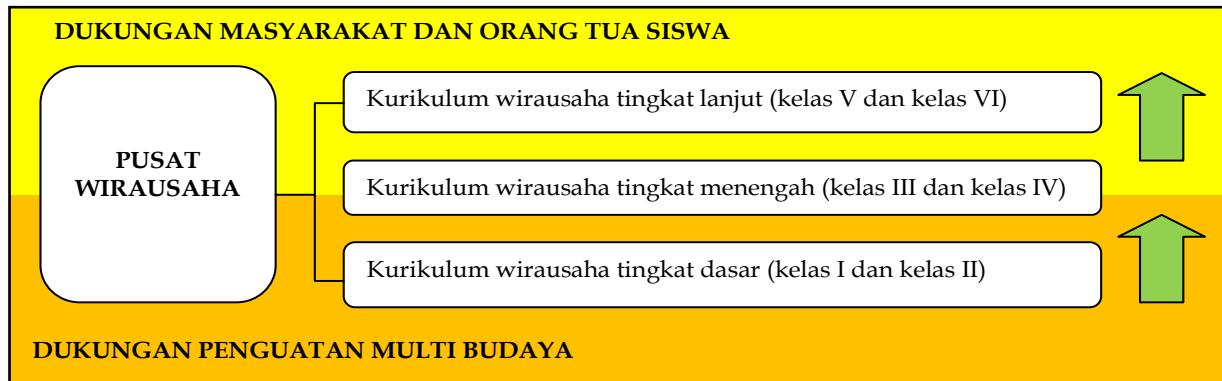 DUKUNGAN MASYARAKAT DAN ORANG TUA SISWA
PUSAT
WIRAUSAHA
Kurikulum wirausaha tingkat lanjut (kelas V dan kelas VI)
Kurikulum wirausaha tingkat menengah (kelas III dan kelas IV)
Kurikulum wirausaha tingkat dasar (kelas I dan kelas II)
DUKUNGAN PENGUATAN MULTI BUDAYA